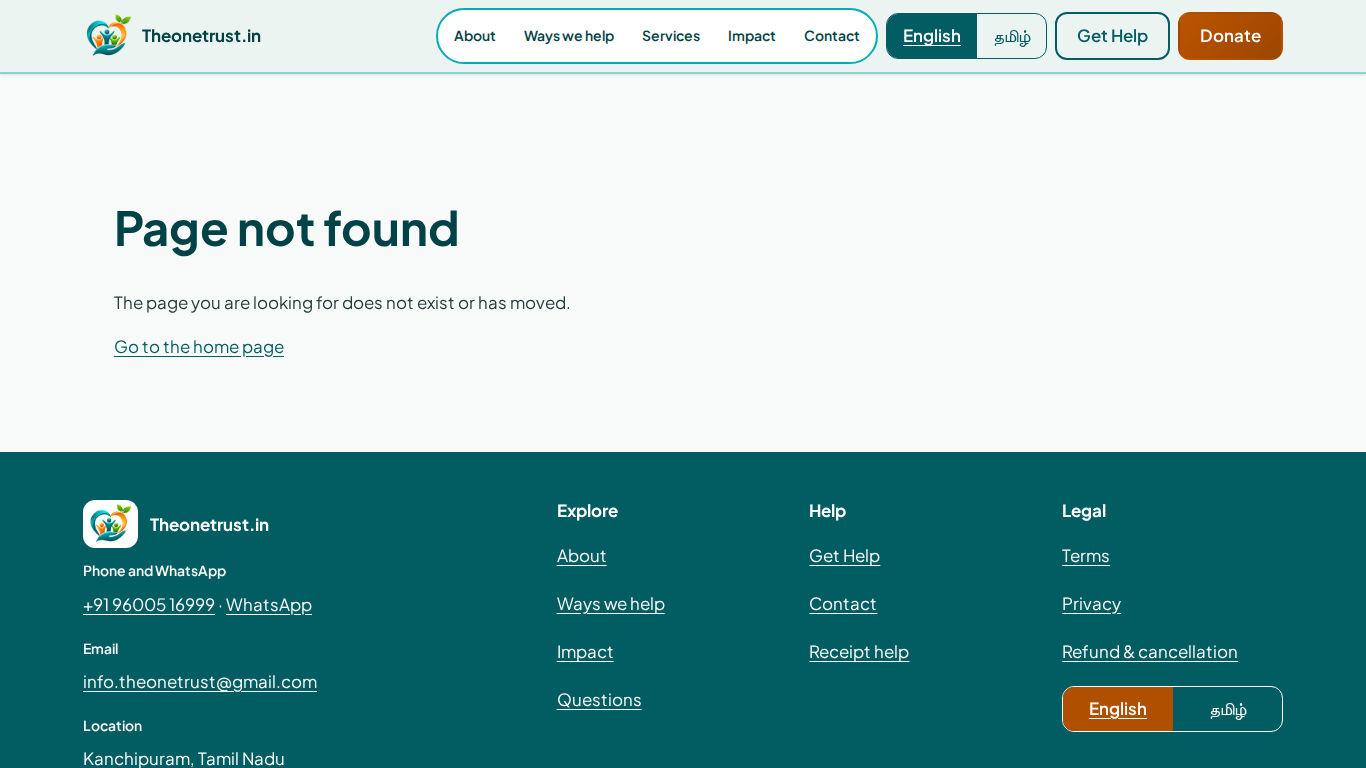 Theonetrust.in
About Ways we help Services Impact Contact
English தமிழ்
Get Help
Donate
Page not found
The page you are looking for does not exist or has moved.
Go to the home page
Theonetrust.in
Phone and WhatsApp
+91 96005 16999 · WhatsApp
Email
info.theonetrust@gmail.com
Location
Kanchipuram, Tamil Nadu
Explore
About
Ways we help
Impact
Questions
Help
Get Help
Contact
Receipt help
Legal
Terms
Privacy
Refund & cancellation
English தமிழ்